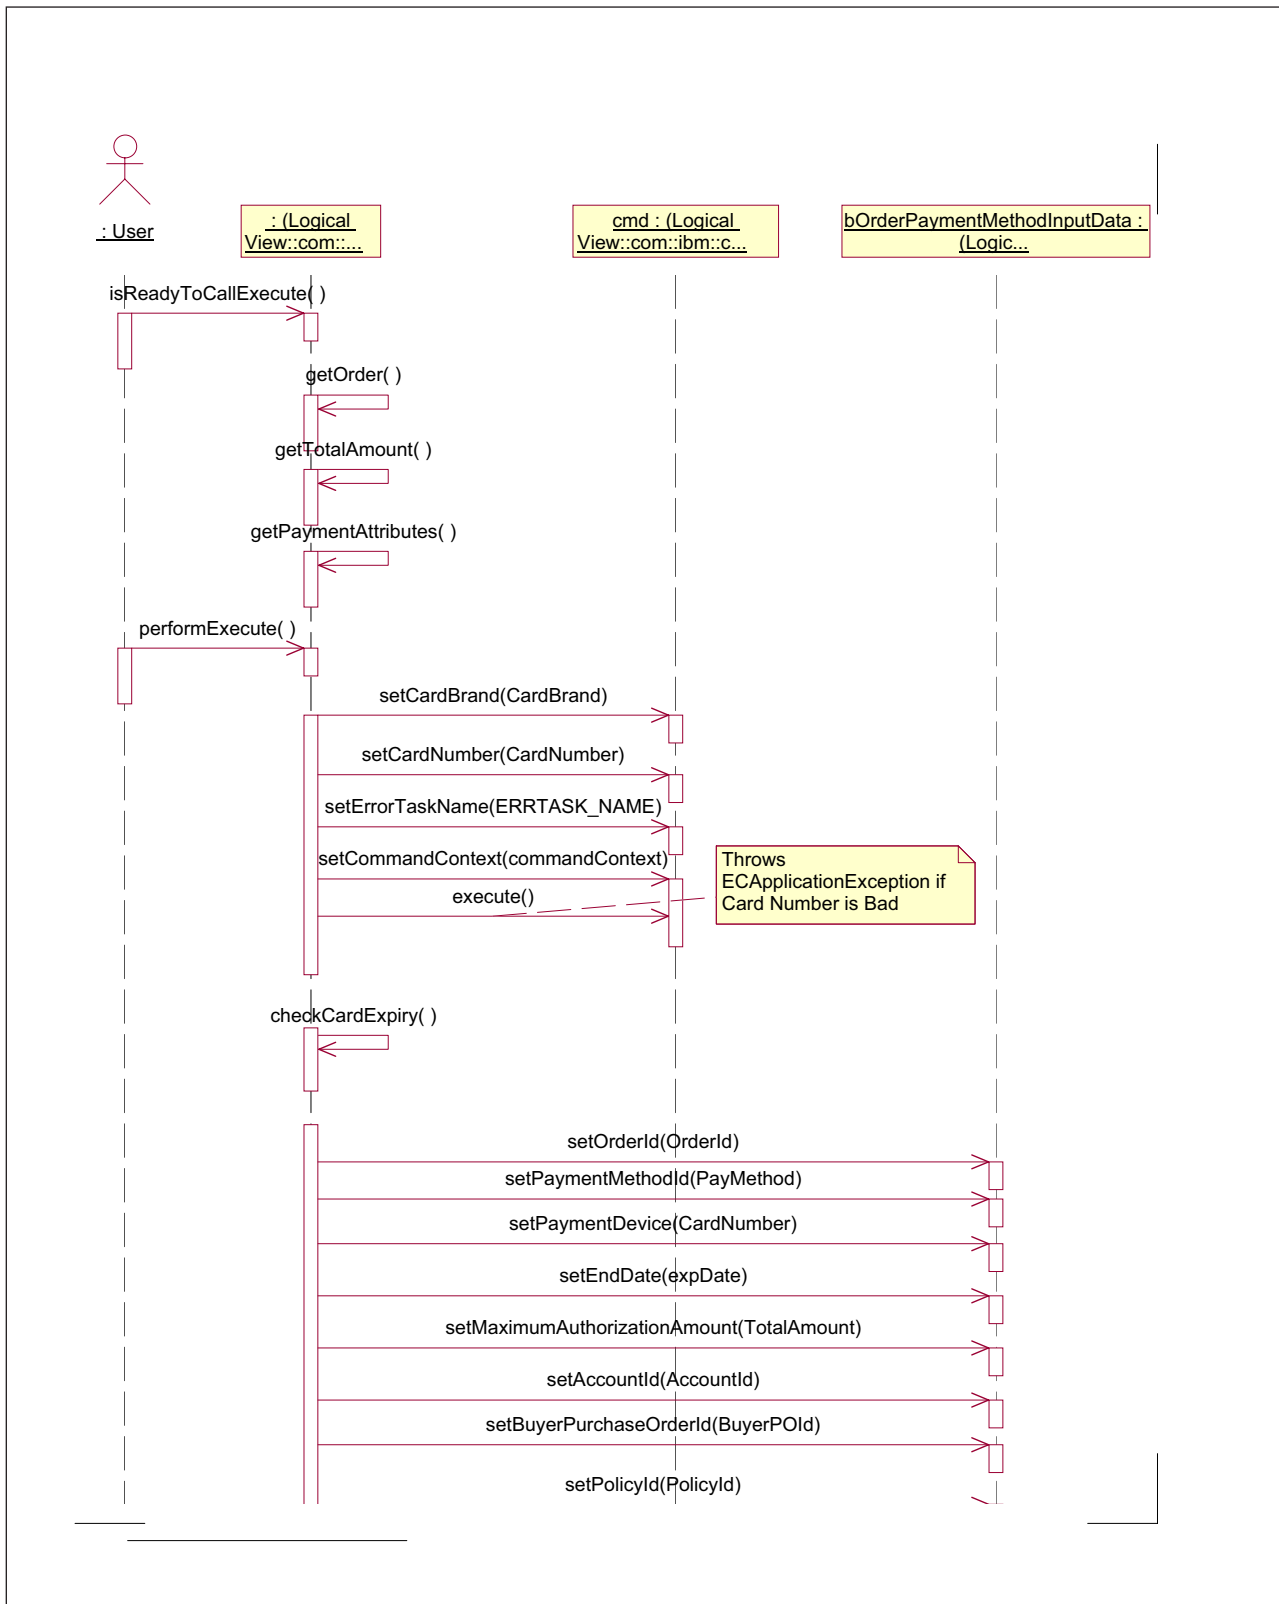 : User
: (Logical
View::com::...
cmd : (Logical
View::com::ibm::c...
bOrderPaymentMethodInputData :
(Logic...
isReadyToCallExecute( )
getOrder( )
getTotalAmount( )
getPaymentAttributes( )
performExecute( )
setCardBrand(CardBrand)
setCardNumber(CardNumber)
setErrorTaskName(ERRTASK_NAME)
setCommandContext(commandContext)
execute()
Throws
ECApplicationException if
Card Number is Bad
checkCardExpiry( )
setOrderId(OrderId)
setPaymentMethodId(PayMethod)
setPaymentDevice(CardNumber)
setEndDate(expDate)
setMaximumAuthorizationAmount(TotalAmount)
setAccountId(AccountId)
setBuyerPurchaseOrderId(BuyerPOId)
setPolicyId(PolicyId)